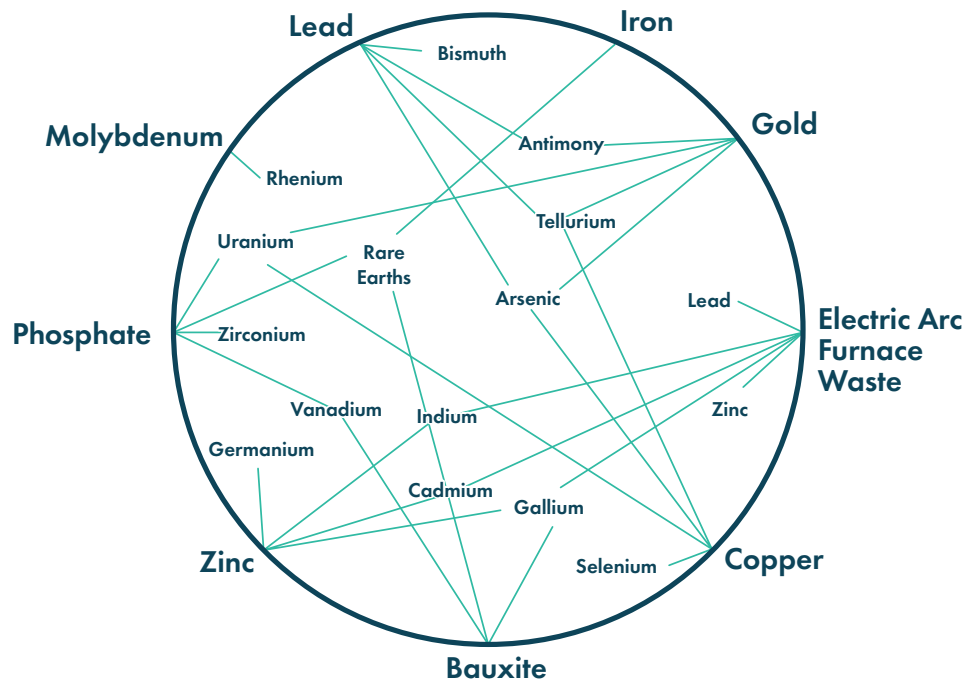 Lead
Iron
Bismuth
Gold
Molybdenum
Antimony
Rhenium
Tellurium
Uranium
Rare
Earths
Arsenic
Lead
Phosphate
Zirconium
Electric Arc
Furnace
Waste
Vanadium
Indium
Zinc
Germanium
Cadmium
Gallium
Zinc
Selenium
Copper
Bauxite